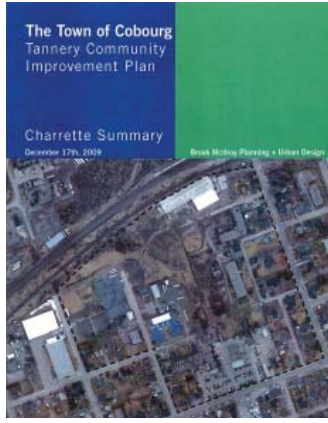 The Town of Cobourg
Tannery Community
Improvement Plan
Charrette Summary
December 17th, 2009
Brook McIlroy Planning + Urban Design